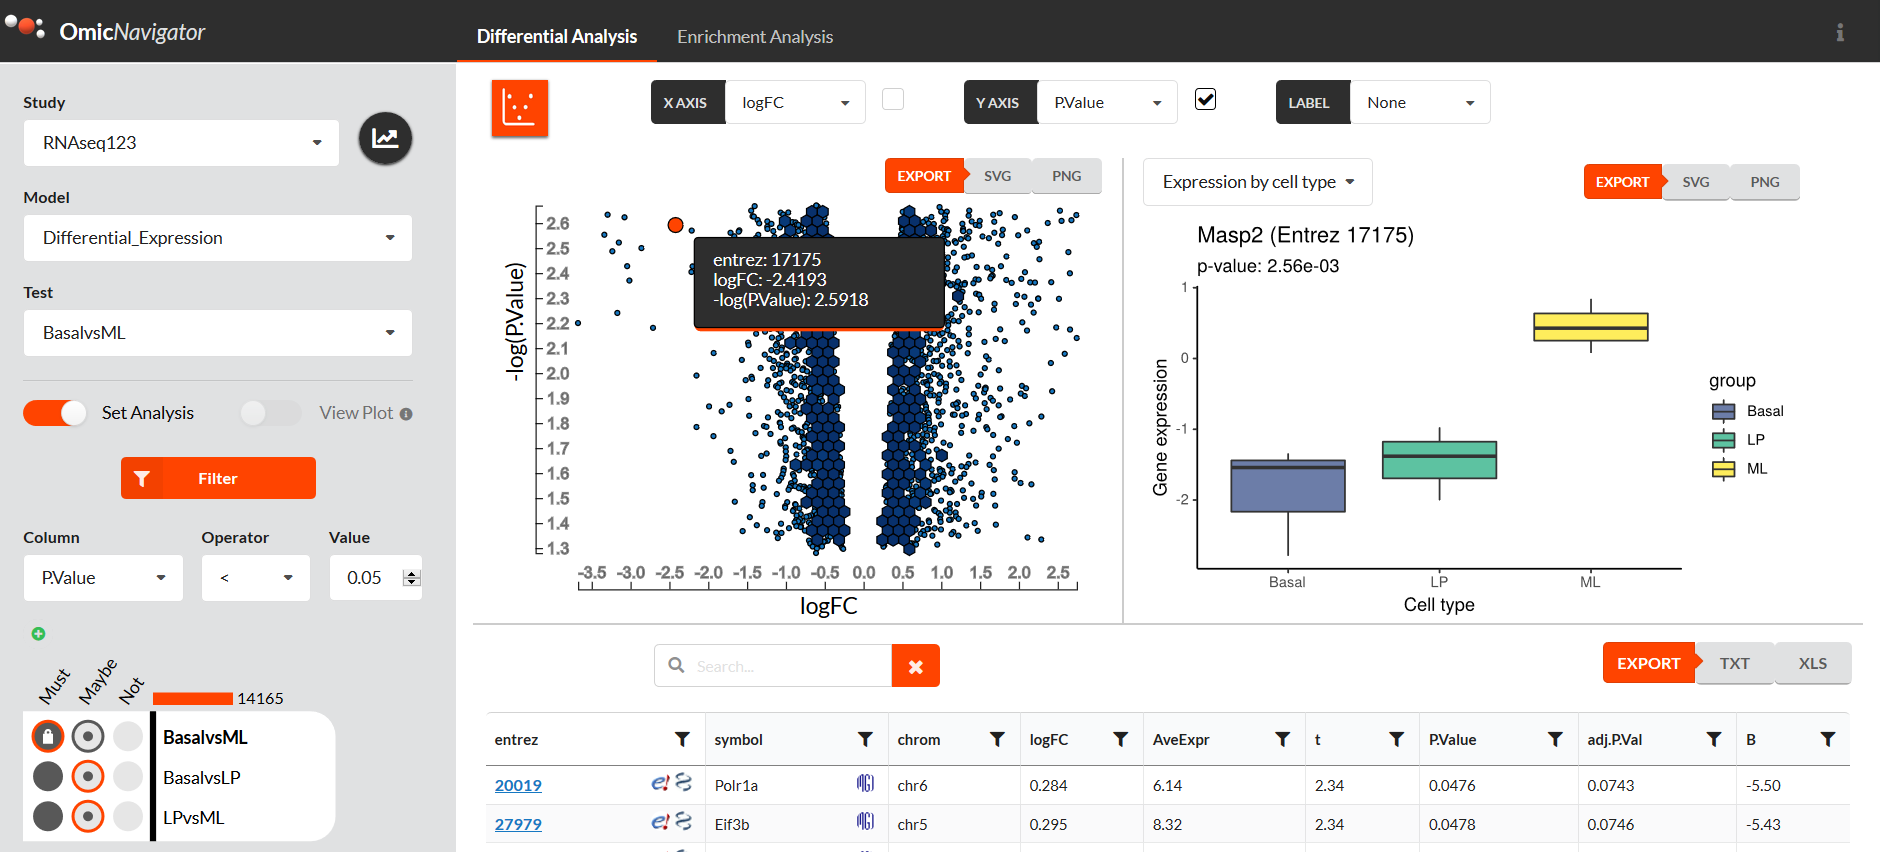 OmicNavigator
Differential Analysis
Enrichment Analysis
i
Study
RNAseq123
Model
Differential_Expression
Test
BasalvsML
Set Analysis
View Plot
Filter
Column Operator Value
P.Value < 0.05
Must Maybe Not
14165
BasalvsML
BasalvsLP
LPvsML
X AXIS logFC
Y AXIS P.Value
LABEL None
EXPORT SVG PNG
2.6
2.5
2.4
2.3
2.2
2.1
2.0
1.9
1.8
1.7
1.6
1.5
1.4
1.3
-log(P.Value)
entrez: 17175
logFC: -2.4193
-log(P.Value): 2.5918
-3.5 -3.0 -2.5 -2.0 -1.5 -1.0 -0.5 0.0 0.5 1.0 1.5 2.0 2.5
logFC
Expression by cell type
EXPORT SVG PNG
Masp2 (Entrez 17175)
p-value: 2.56e-03
1
0
-1
-2
Gene expression
Basal LP ML
Cell type
group
Basal
LP
ML
Search...
EXPORT TXT XLS
entrez symbol chrom logFC AveExpr t P.Value adj.P.Val B
20019 e! Polr1a MGI chr6 0.284 6.14 2.34 0.0476 0.0743 -5.50
27979 e! Eif3b MGI chr5 0.295 8.32 2.34 0.0478 0.0746 -5.43